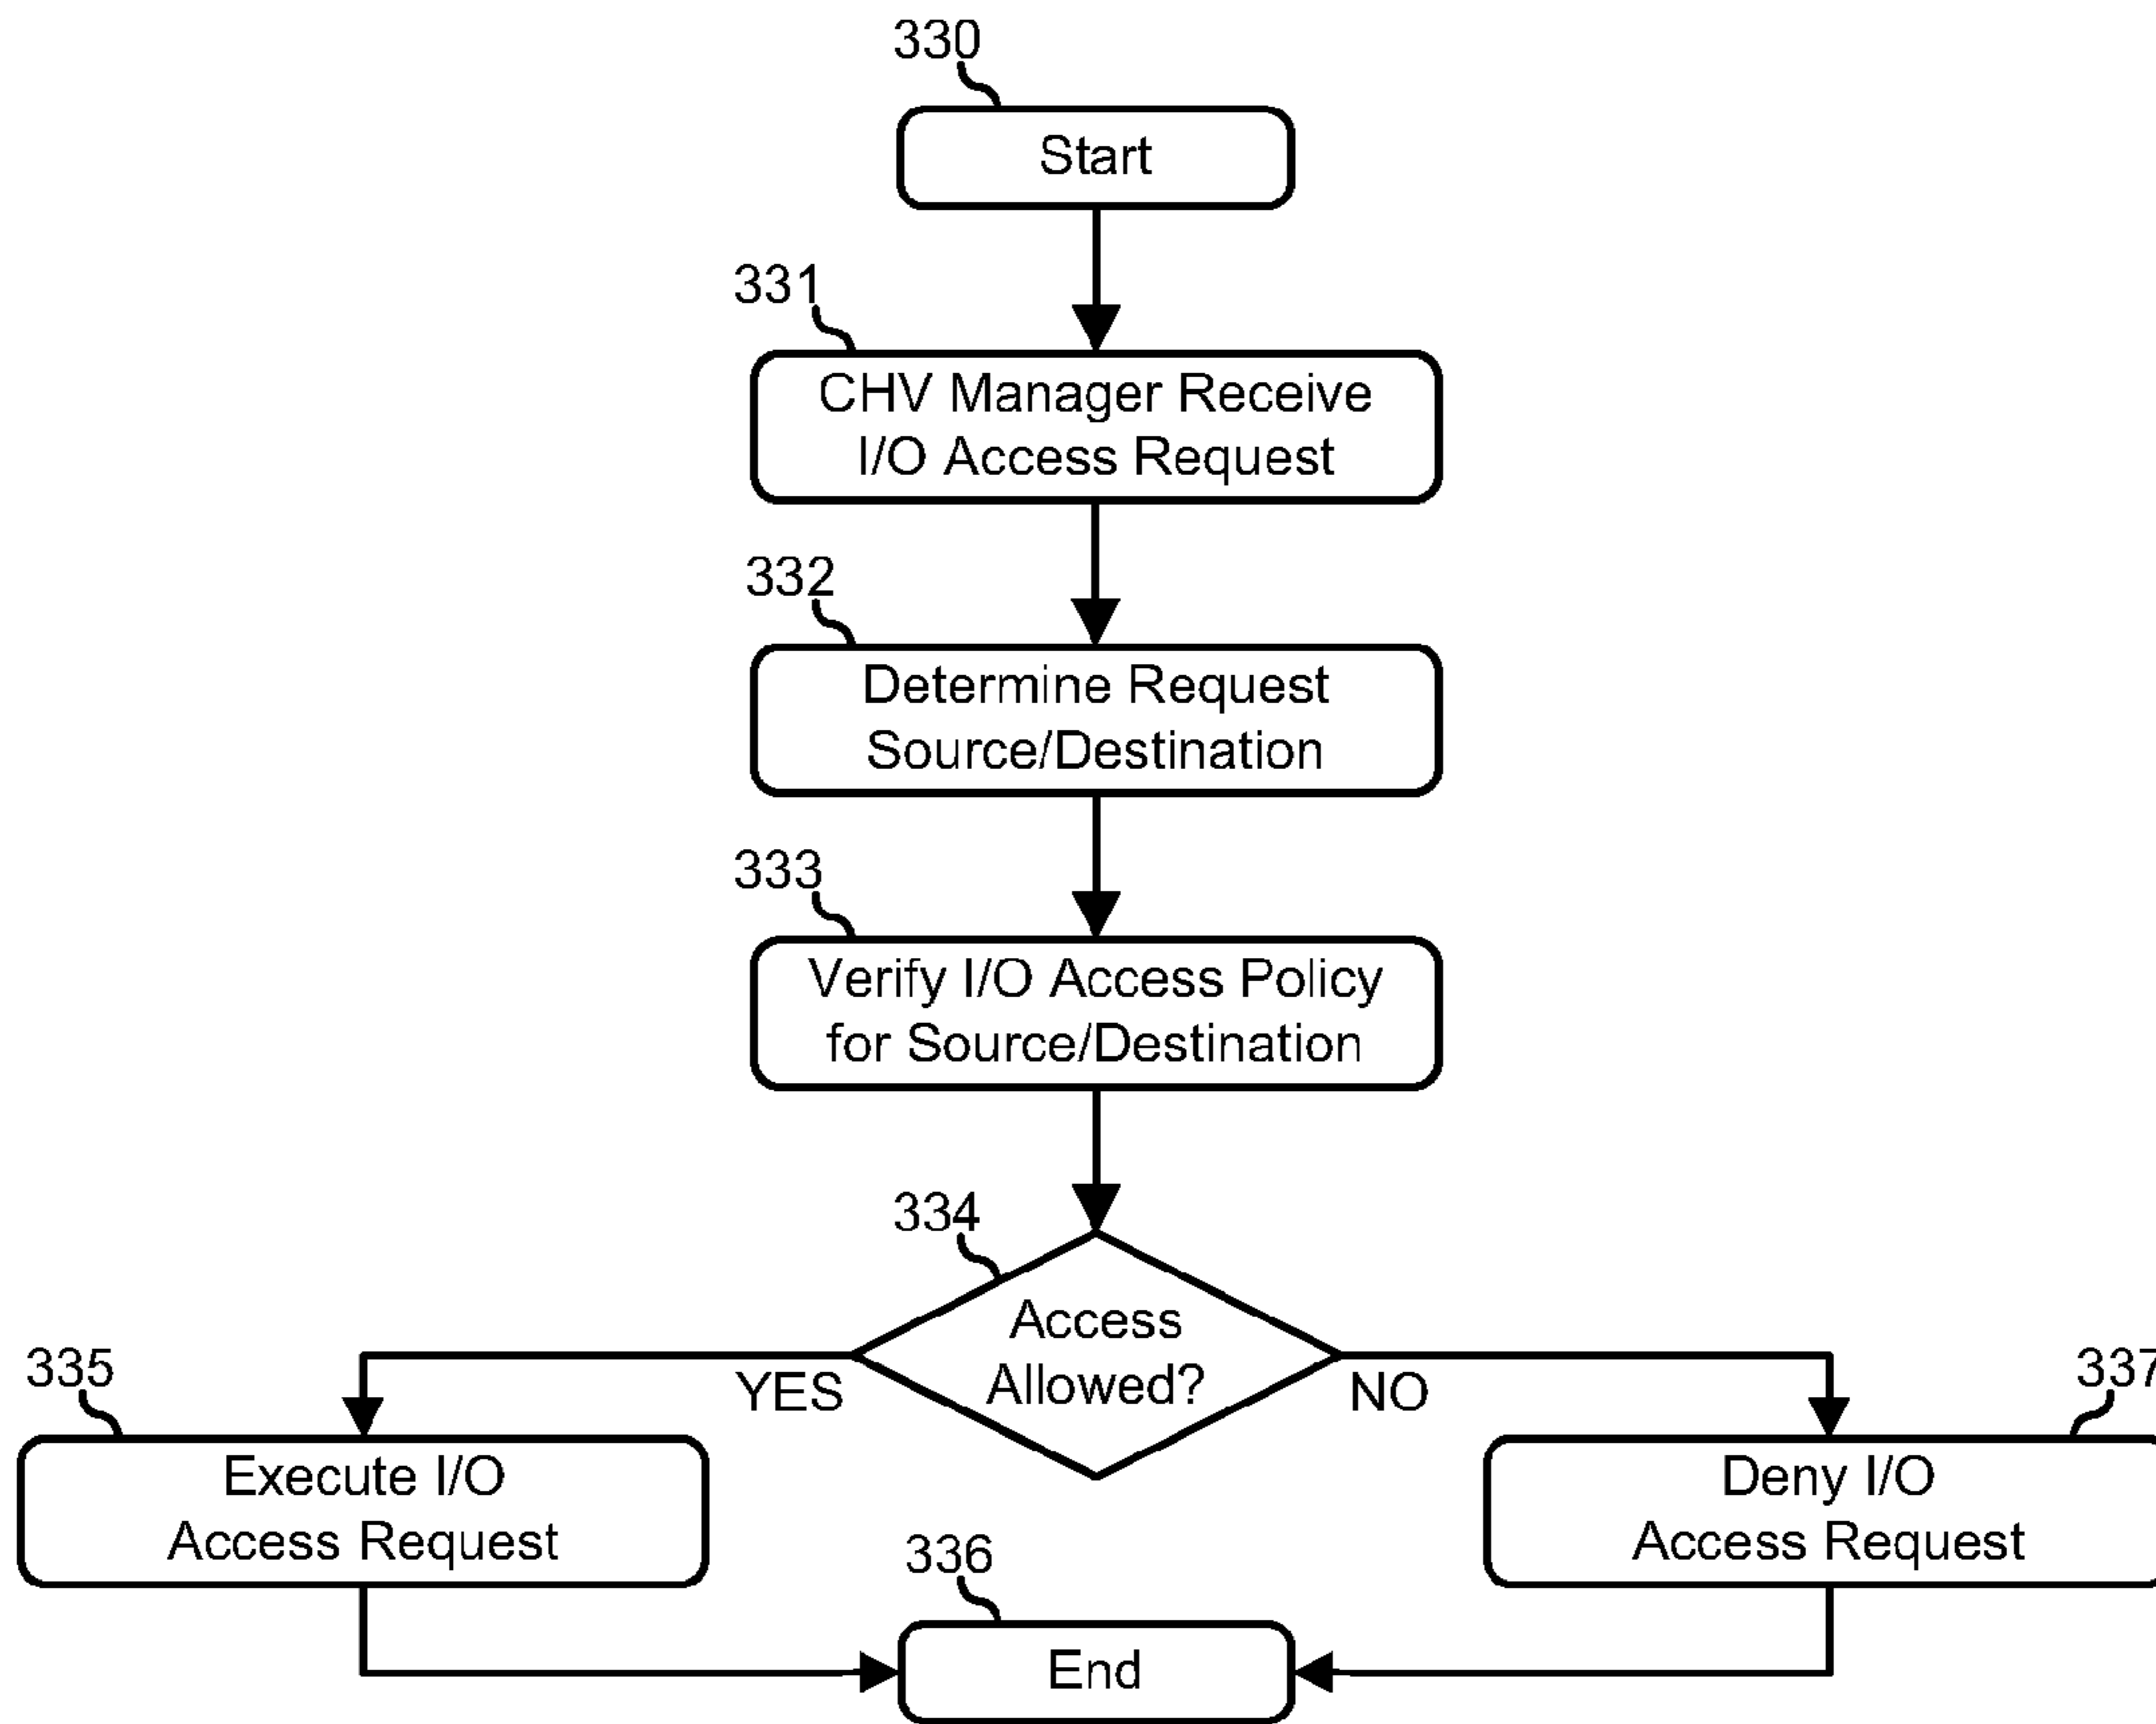 330
Start
331
CHV Manager Receive
I/O Access Request
332
Determine Request
Source/Destination
333
Verify I/O Access Policy
for Source/Destination
334
Access
Allowed?
YES
NO
335
Execute I/O
Access Request
337
Deny I/O
Access Request
336
End